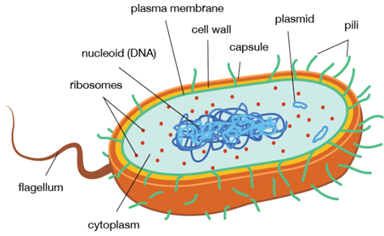 plasma membrane
cell wall
plasmid
pili
capsule
nucleoid (DNA)
ribosomes
flagellum
cytoplasm